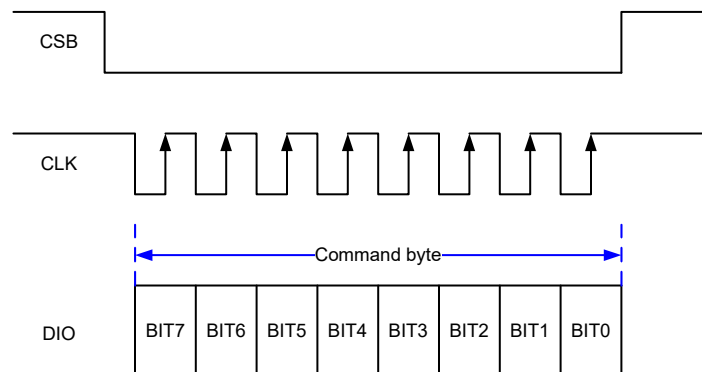 CSB
CLK
Command byte
DIO BIT7 BIT6 BIT5 BIT4 BIT3 BIT2 BIT1 BIT0